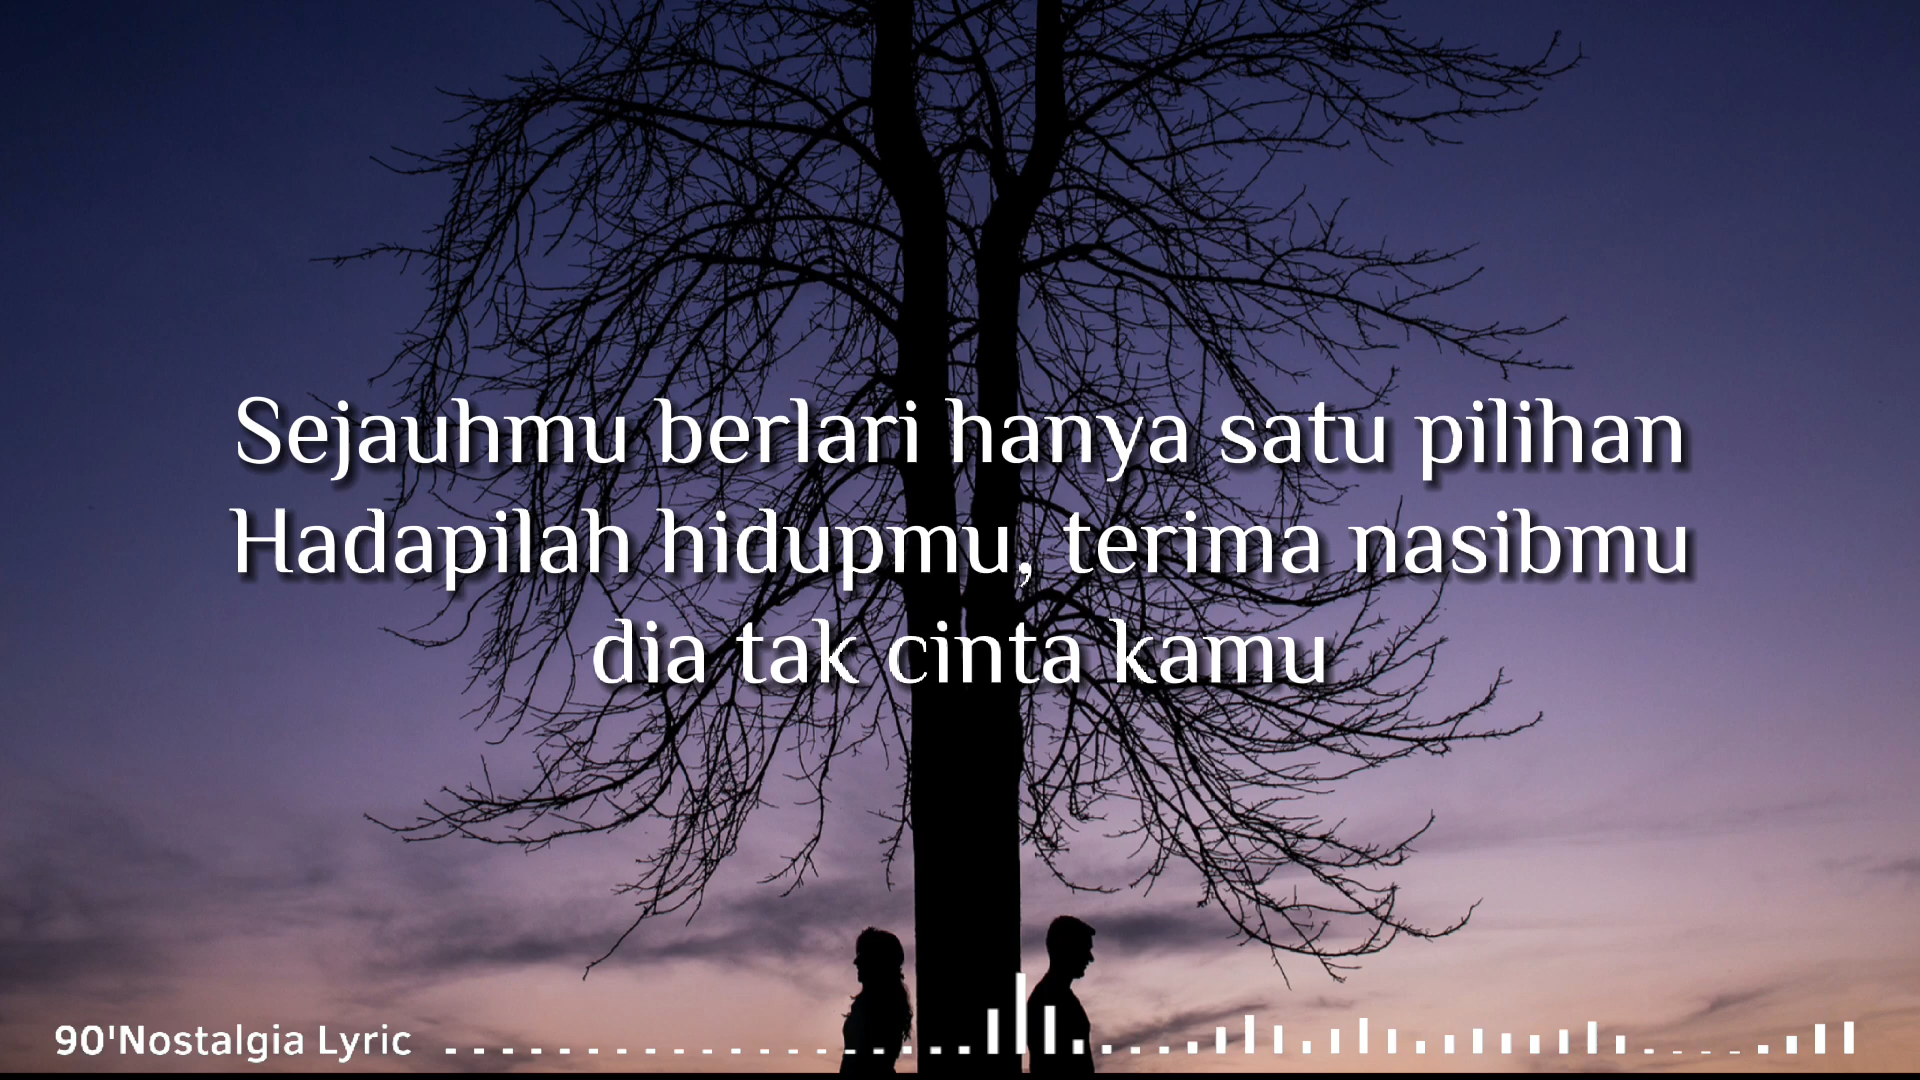 Sejauhmu berlari hanya satu pilihan
Hadapilah hidupmu, terima nasibmu
dia tak cinta kamu
90'Nostalgia Lyric